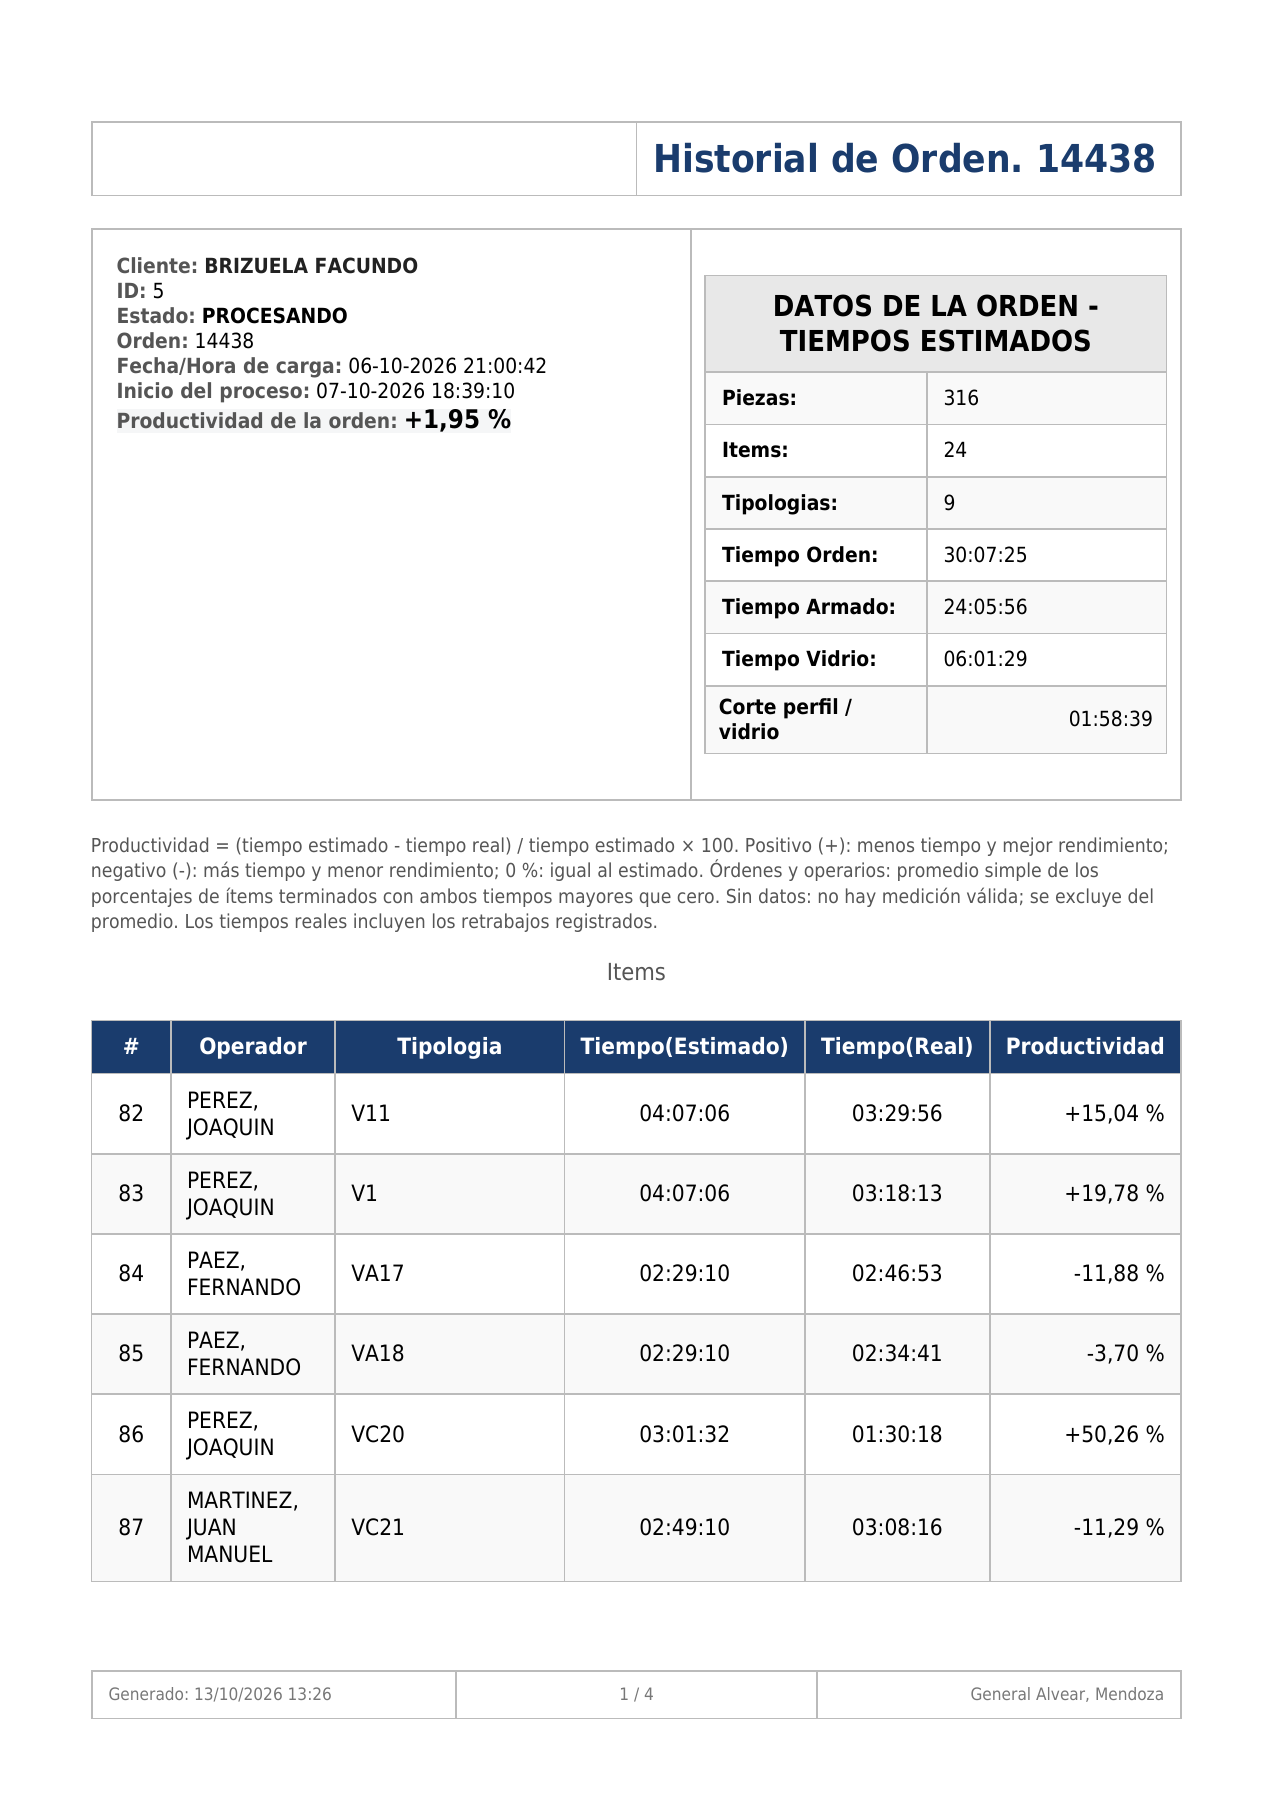 Historial de Orden. 14438
Cliente: BRIZUELA FACUNDO
ID: 5
Estado: PROCESANDO
Orden: 14438
Fecha/Hora de carga: 06-10-2026 21:00:42
Inicio del proceso: 07-10-2026 18:39:10
Productividad de la orden: +1,95 %
DATOS DE LA ORDEN -
TIEMPOS ESTIMADOS
Piezas: 316
Items: 24
Tipologias: 9
Tiempo Orden: 30:07:25
Tiempo Armado: 24:05:56
Tiempo Vidrio: 06:01:29
Corte perfil /
vidrio 01:58:39
Productividad = (tiempo estimado - tiempo real) / tiempo estimado × 100. Positivo (+): menos tiempo y mejor rendimiento;
negativo (-): más tiempo y menor rendimiento; 0 %: igual al estimado. Órdenes y operarios: promedio simple de los
porcentajes de ítems terminados con ambos tiempos mayores que cero. Sin datos: no hay medición válida; se excluye del
promedio. Los tiempos reales incluyen los retrabajos registrados.
Items
# Operador Tipologia Tiempo(Estimado) Tiempo(Real) Productividad
82 PEREZ,
JOAQUIN V11 04:07:06 03:29:56 +15,04 %
83 PEREZ,
JOAQUIN V1 04:07:06 03:18:13 +19,78 %
84 PAEZ,
FERNANDO VA17 02:29:10 02:46:53 -11,88 %
85 PAEZ,
FERNANDO VA18 02:29:10 02:34:41 -3,70 %
86 PEREZ,
JOAQUIN VC20 03:01:32 01:30:18 +50,26 %
87 MARTINEZ,
JUAN
MANUEL VC21 02:49:10 03:08:16 -11,29 %
Generado: 13/10/2026 13:26 1 / 4 General Alvear, Mendoza